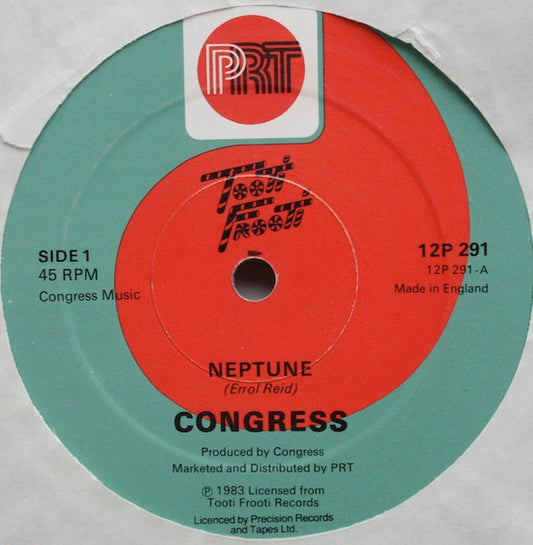 PRT
Tooti
Frooti
SIDE 1
45 RPM
Congress Music
12P 291
12P 291-A
Made in England
NEPTUNE
(Errol Reid)
CONGRESS
Produced by Congress
Marketed and Distributed by PRT
Ⓟ 1983 Licensed from
Tooti Frooti Records
Licenced by Precision Records
and Tapes Ltd.